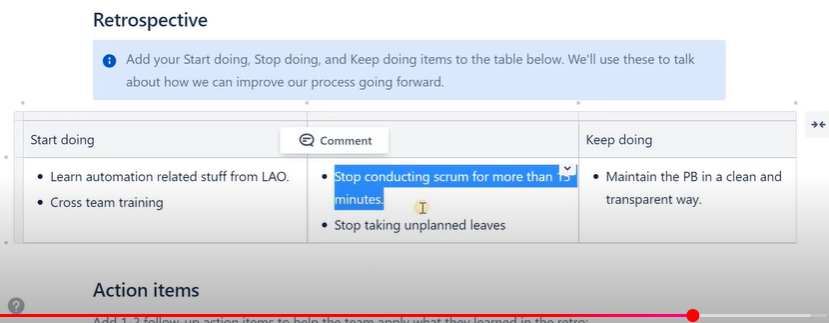 Retrospective
Add your Start doing, Stop doing, and Keep doing items to the table below. We'll use these to talk
about how we can improve our process going forward.
Start doing
Comment
Keep doing
Learn automation related stuff from LAO.
Cross team training
Stop conducting scrum for more than 15
minutes.
Stop taking unplanned leaves
Maintain the PB in a clean and
transparent way.
Action items
Add 1-2 follow-up action items to help the team apply what they learned in the retro: